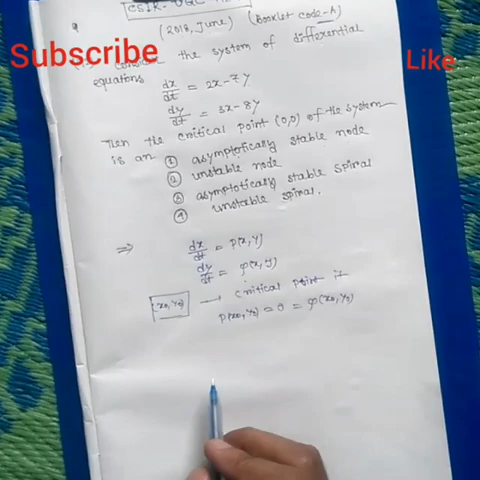 CSIR-UGC
(2018, June) (Booklet code-A)
Subscribe
Like
the system of differential
equations dx/dt = 2x-7y
dy/dt = 3x-8y
Then the critical point (0,0) of the system
is an ① asymptotically stable node
② unstable node
③ asymptotically stable spiral
④ unstable spiral.
⇒ dx/dt = P(x,y)
dy/dt = φ(x,y)
(x₀, y₀) → critical point if
P(x₀, y₀) = 0 = φ(x₀, y₀)